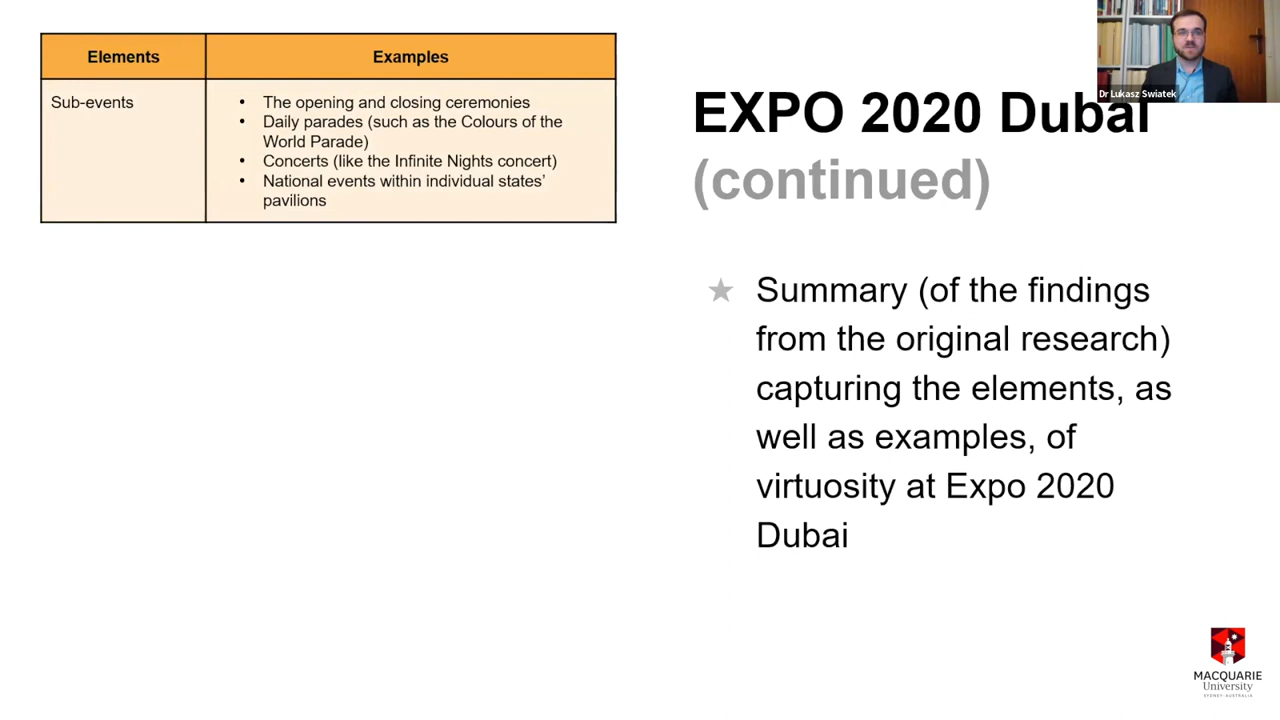 Elements
Examples
Sub-events
• The opening and closing ceremonies
• Daily parades (such as the Colours of the
World Parade)
• Concerts (like the Infinite Nights concert)
• National events within individual states’
pavilions
EXPO 2020 Dubai
(continued)
★ Summary (of the findings
from the original research)
capturing the elements, as
well as examples, of
virtuosity at Expo 2020
Dubai
Dr Lukasz Swiatek
MACQUARIE
University
SYDNEY·AUSTRALIA